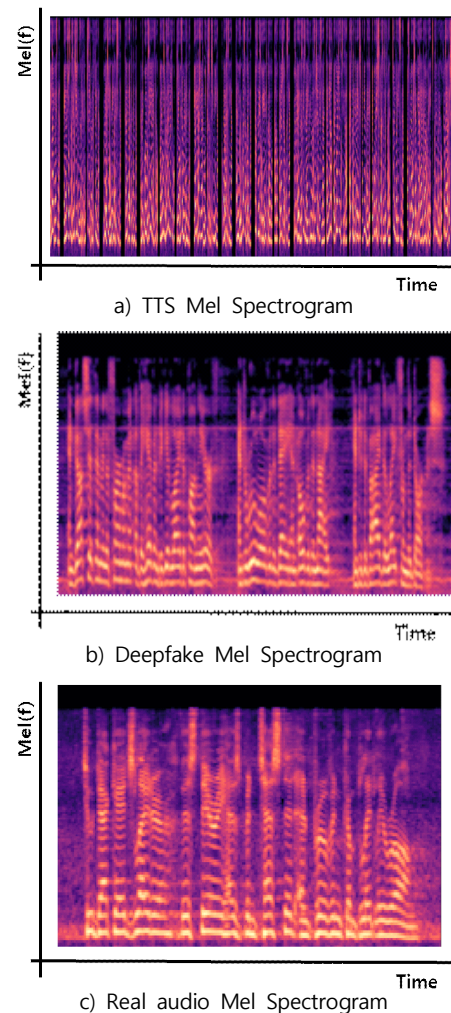 Mel(f)
Time
a) TTS Mel Spectrogram
Mel(f)
Time
b) Deepfake Mel Spectrogram
Mel(f)
Time
c) Real audio Mel Spectrogram